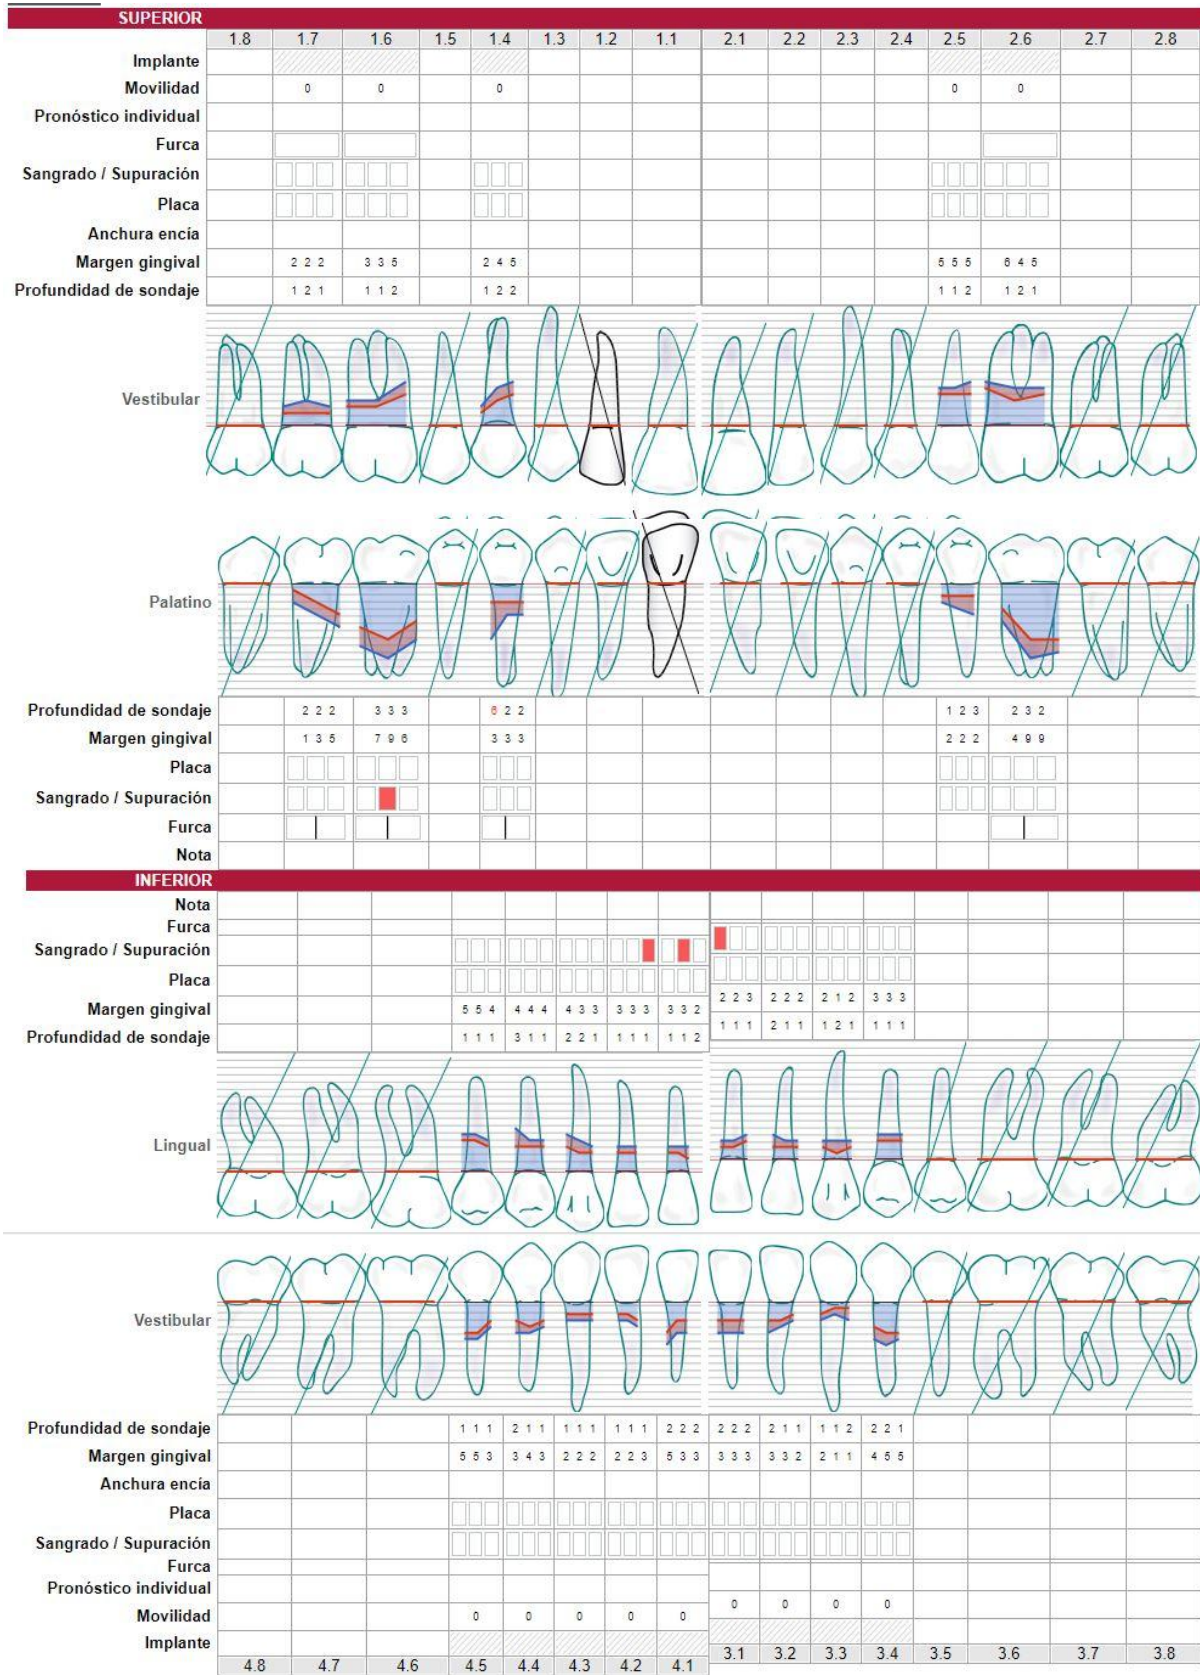 SUPERIOR
1.8 1.7 1.6 1.5 1.4 1.3 1.2 1.1 2.1 2.2 2.3 2.4 2.5 2.6 2.7 2.8
Implante
Movilidad 0 0 0 0 0
Pronóstico individual
Furca
Sangrado / Supuración
Placa
Anchura encía
Margen gingival 2 2 2 3 3 5 2 4 5 5 5 5 6 4 5
Profundidad de sondaje 1 2 1 1 1 2 1 2 2 1 1 2 1 2 1
Vestibular
Palatino
Profundidad de sondaje 2 2 2 3 3 3 6 2 2 1 2 3 2 3 2
Margen gingival 1 3 5 7 9 6 3 3 3 2 2 2 4 9 9
Placa
Sangrado / Supuración
Furca
Nota
INFERIOR
Nota
Furca
Sangrado / Supuración
Placa
Margen gingival 5 5 4 4 4 4 4 3 3 3 3 3 3 3 2 2 2 3 2 2 2 2 1 2 3 3 3
Profundidad de sondaje 1 1 1 3 1 1 2 2 1 1 1 1 1 1 2 1 1 1 2 1 1 1 2 1 1 1 1
Lingual
Vestibular
Profundidad de sondaje 1 1 1 2 1 1 1 1 1 1 1 1 2 2 2 2 2 2 2 1 1 1 1 2 2 2 1
Margen gingival 5 5 3 3 4 3 2 2 2 2 2 3 5 3 3 3 3 3 3 3 2 2 1 1 4 5 5
Anchura encía
Placa
Sangrado / Supuración
Furca
Pronóstico individual
Movilidad 0 0 0 0 0 0 0 0 0
Implante
4.8 4.7 4.6 4.5 4.4 4.3 4.2 4.1 3.1 3.2 3.3 3.4 3.5 3.6 3.7 3.8